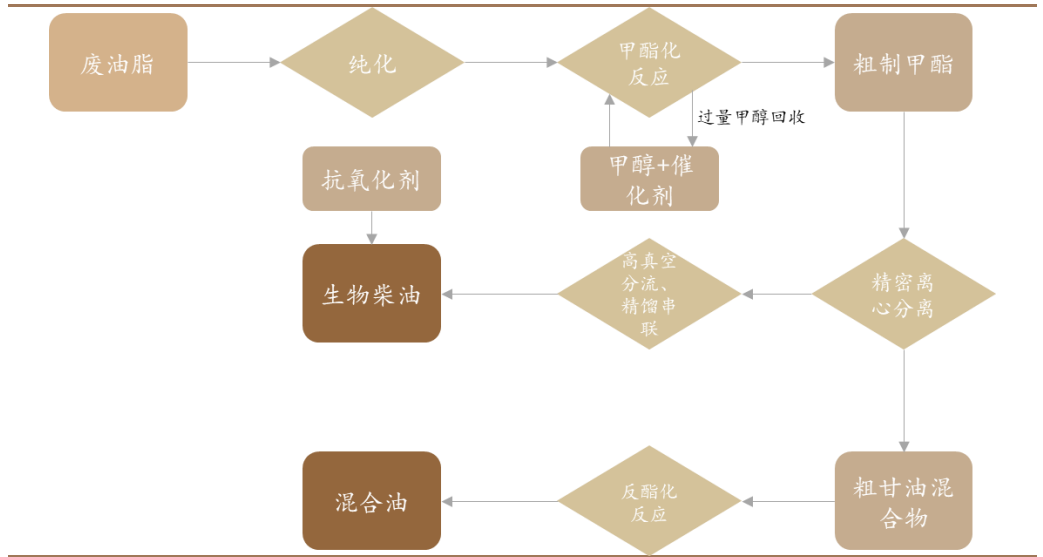 废油脂
纯化
甲酯化
反应
粗制甲酯
过量甲醇回收
抗氧化剂
甲醇+催
化剂
生物柴油
高真空
分流、
精馏串
联
精密离
心分离
混合油
反酯化
反应
粗甘油混
合物